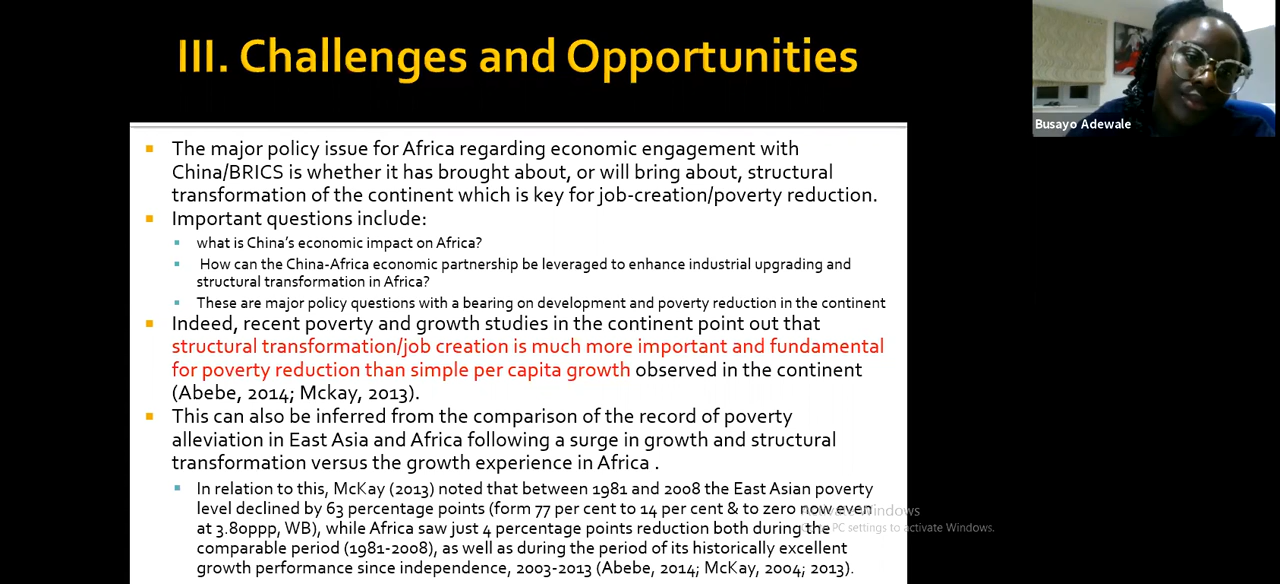 III. Challenges and Opportunities
Busayo Adewale
The major policy issue for Africa regarding economic engagement with
China/BRICS is whether it has brought about, or will bring about, structural
transformation of the continent which is key for job-creation/poverty reduction.
Important questions include:
what is China's economic impact on Africa?
How can the China-Africa economic partnership be leveraged to enhance industrial upgrading and
structural transformation in Africa?
These are major policy questions with a bearing on development and poverty reduction in the continent
Indeed, recent poverty and growth studies in the continent point out that
structural transformation/job creation is much more important and fundamental
for poverty reduction than simple per capita growth observed in the continent
(Abebe, 2014; Mckay, 2013).
This can also be inferred from the comparison of the record of poverty
alleviation in East Asia and Africa following a surge in growth and structural
transformation versus the growth experience in Africa .
In relation to this, McKay (2013) noted that between 1981 and 2008 the East Asian poverty
level declined by 63 percentage points (form 77 per cent to 14 per cent & to zero now even
at 3.80ppp, WB), while Africa saw just 4 percentage points reduction both during the
comparable period (1981-2008), as well as during the period of its historically excellent
growth performance since independence, 2003-2013 (Abebe, 2014; McKay, 2004; 2013).
Activate Windows
Go to PC settings to activate Windows.